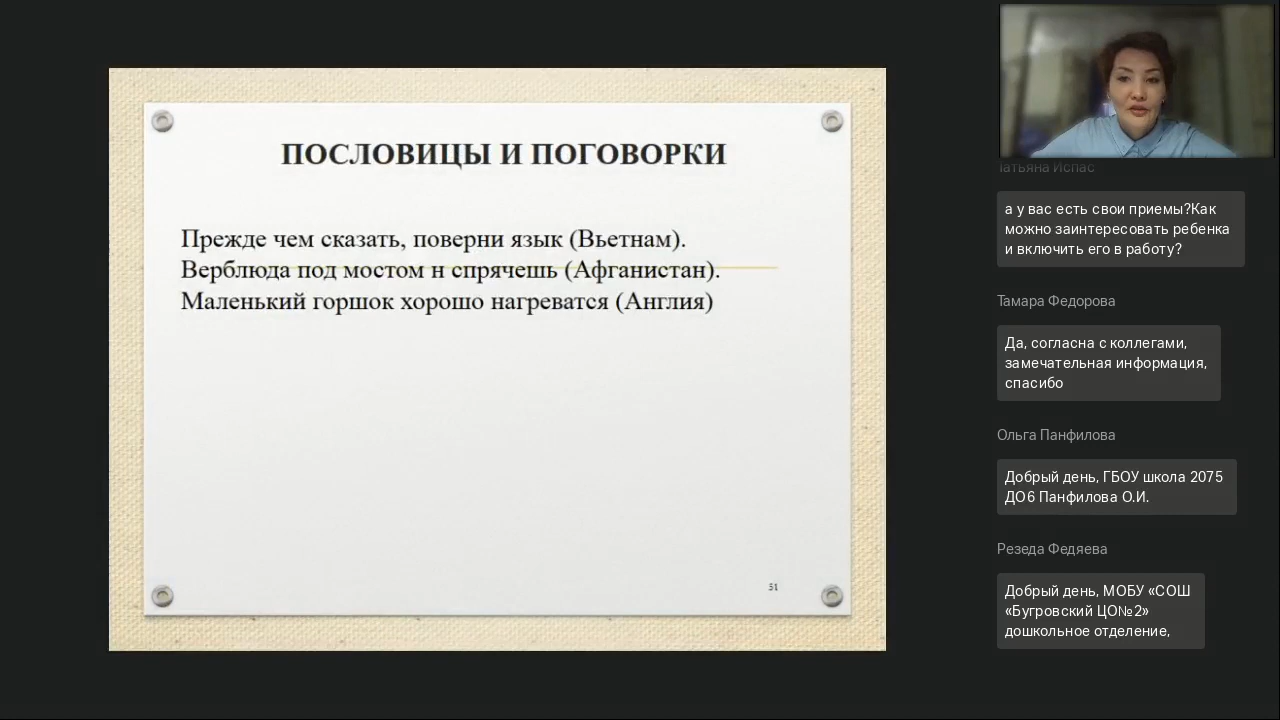 ПОСЛОВИЦЫ И ПОГОВОРКИ
Прежде чем сказать, поверни язык (Вьетнам).
Верблюда под мостом н спрячешь (Афганистан).
Маленький горшок хорошо нагреватся (Англия)
51
Татьяна Испас
а у вас есть свои приемы?Как
можно заинтересовать ребенка
и включить его в работу?
Тамара Федорова
Да, согласна с коллегами,
замечательная информация,
спасибо
Ольга Панфилова
Добрый день, ГБОУ школа 2075
ДО6 Панфилова О.И.
Резеда Федяева
Добрый день, МОБУ «СОШ
«Бугровский ЦО№2»
дошкольное отделение,